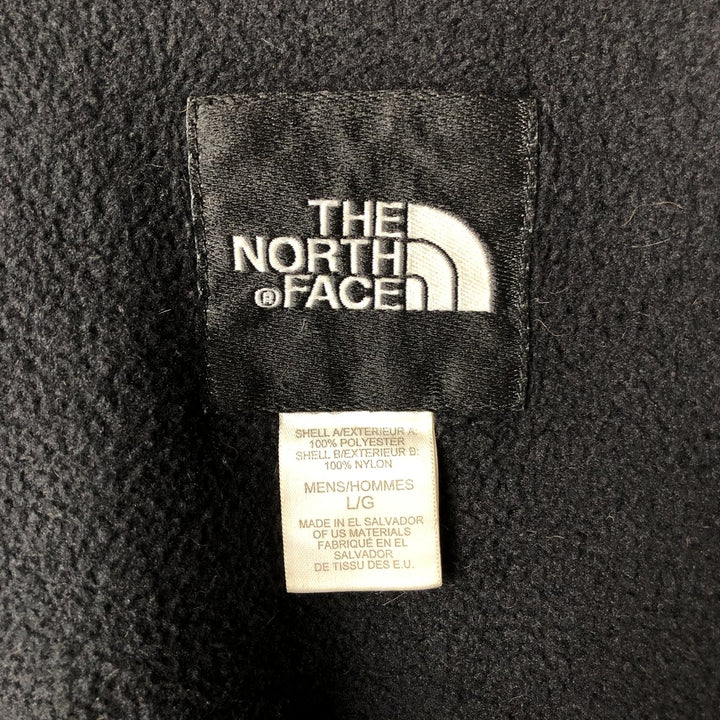 THE
NORTH
®FACE
SHELL A/EXTERIEUR A:
100% POLYESTER
SHELL B/EXTERIEUR B:
100% NYLON
MENS/HOMMES
L/G
MADE IN EL SALVADOR
OF US MATERIALS
FABRIQUÉ EN EL
SALVADOR
DE TISSU DES E.U.